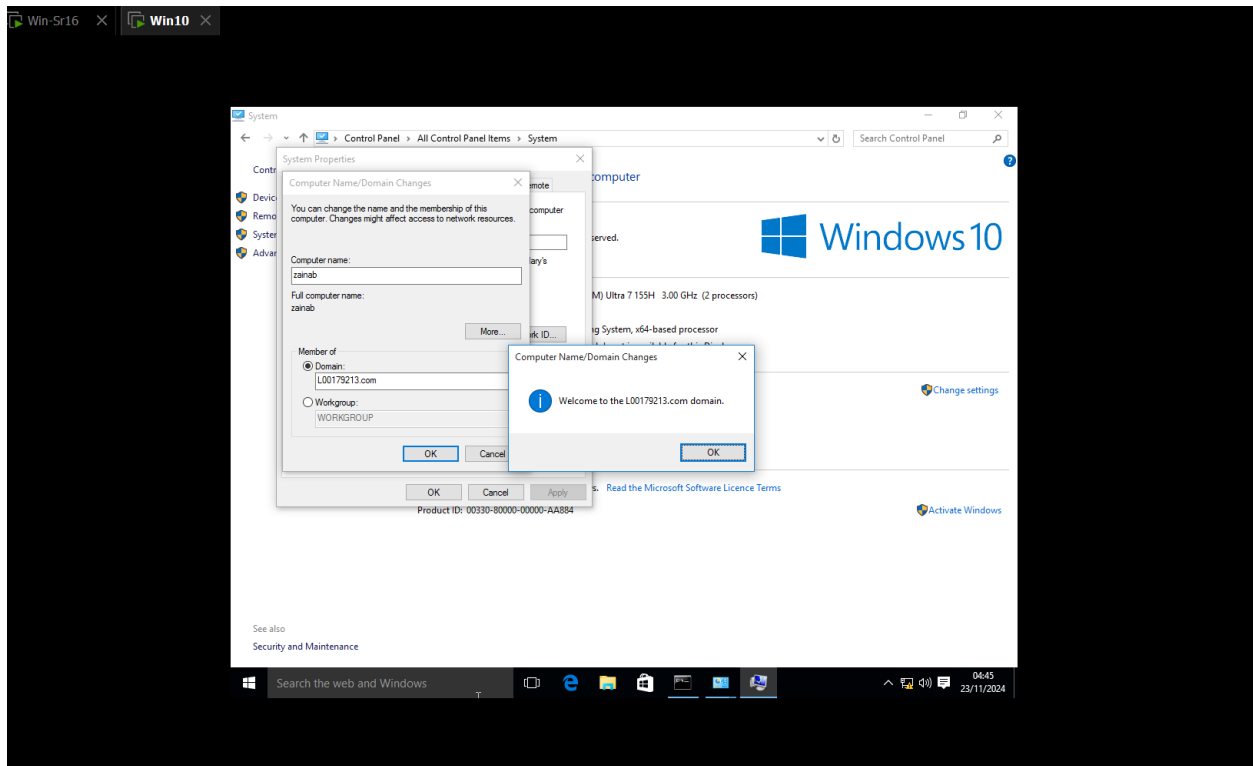 Win-Sr16
Win10
System
Control Panel > All Control Panel Items > System
Search Control Panel
System Properties
Computer Name/Domain Changes
You can change the name and the membership of this
computer. Changes might affect access to network resources.
Computer name:
zainab
Full computer name:
zainab
More...
Member of
Domain:
L00179213.com
Workgroup:
WORKGROUP
OK
Cancel
computer
OK
Cancel
Apply
computer
Windows 10
M) Ultra 7 155H 3.00 GHz (2 processors)
System, x64-based processor
Computer Name/Domain Changes
Welcome to the L00179213.com domain.
OK
Change settings
Read the Microsoft Software Licence Terms
Product ID: 00330-80000-00000-AA884
Activate Windows
See also
Security and Maintenance
Search the web and Windows
04:45
23/11/2024